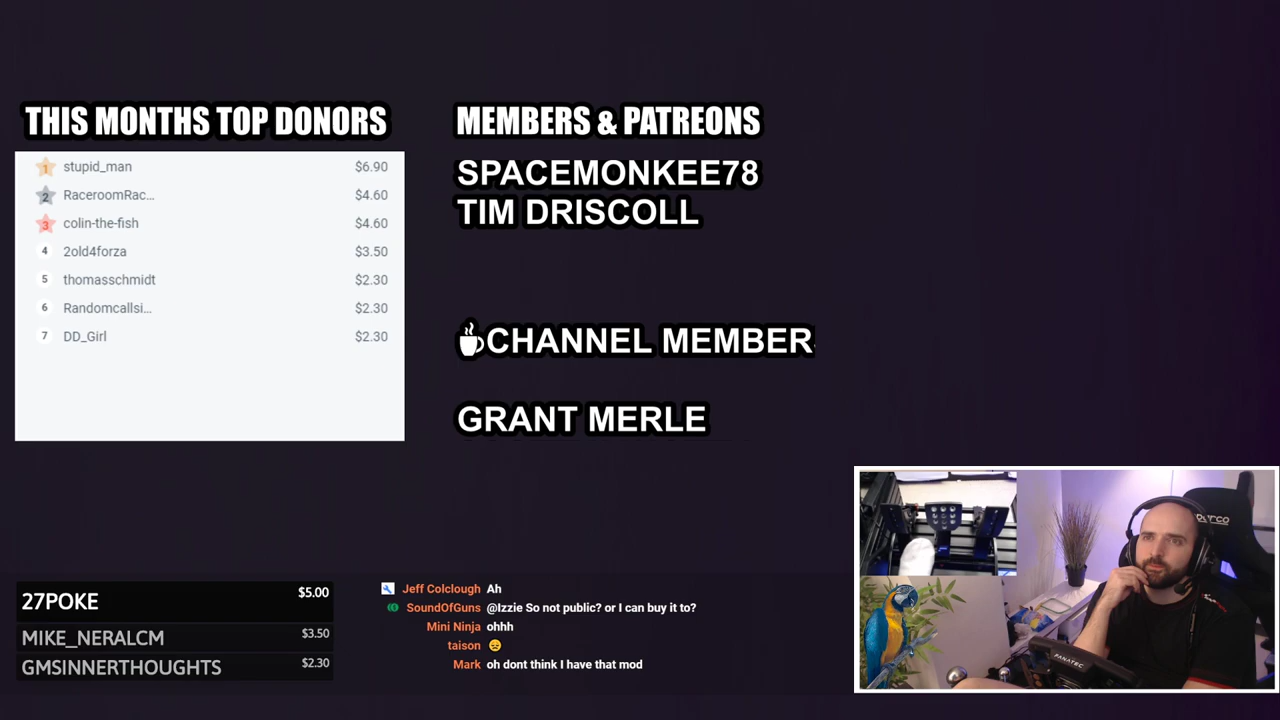 THIS MONTHS TOP DONORS
1 stupid_man $6.90
2 RaceroomRac... $4.60
3 colin-the-fish $4.60
4 2old4forza $3.50
5 thomasschmidt $2.30
6 Randomcallsi... $2.30
7 DD_Girl $2.30
MEMBERS & PATREONS
SPACEMONKEE78
TIM DRISCOLL
CHANNEL MEMBER
GRANT MERLE
27POKE $5.00
MIKE_NERALCM $3.50
GMSINNERTHOUGHTS $2.30
Jeff Colclough Ah
SoundOfGuns @Izzie So not public? or I can buy it to?
Mini Ninja ohhh
taison
Mark oh dont think I have that mod
FANATEC